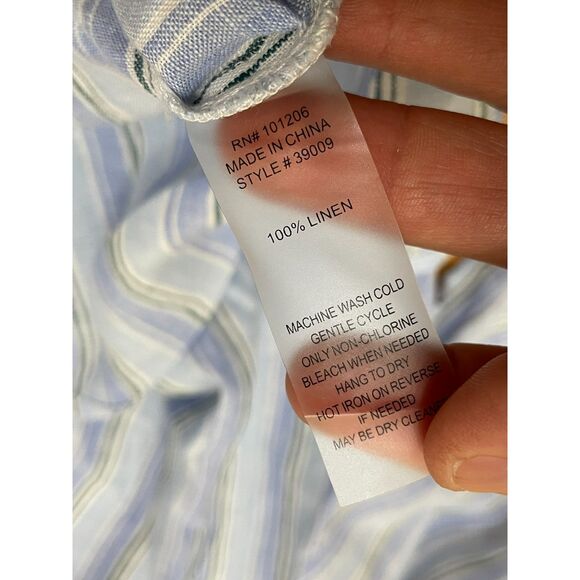 RN# 101206
MADE IN CHINA
STYLE # 39009
100% LINEN
MACHINE WASH COLD
GENTLE CYCLE
ONLY NON-CHLORINE
BLEACH WHEN NEEDED
HANG TO DRY
HOT IRON ON REVERSE
IF NEEDED
MAY BE DRY CLEANED